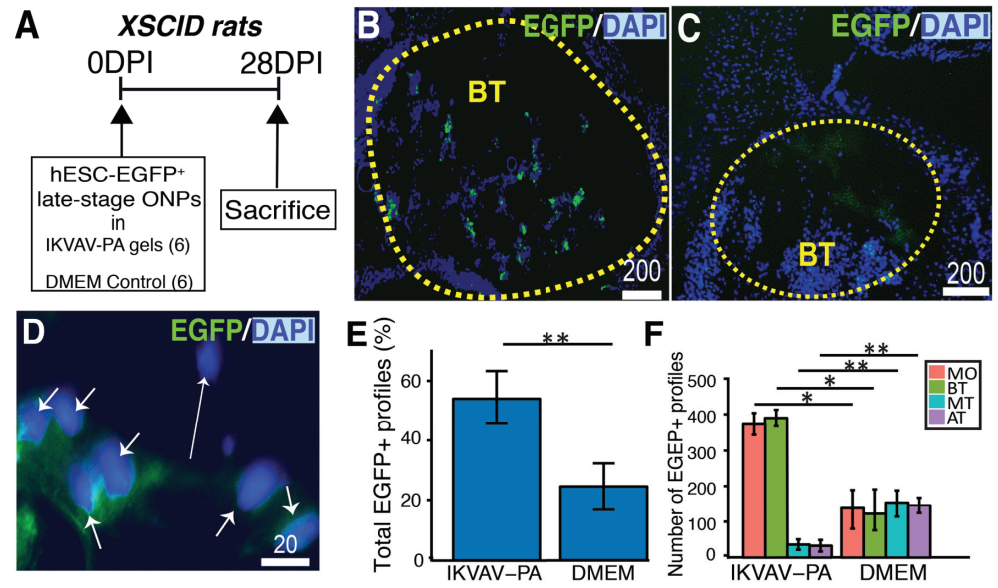 A
XSCID rats
0DPI 28DPI
hESC-EGFP⁺
late-stage ONPs
in
IKVAV-PA gels (6)
DMEM Control (6)
Sacrifice
B
EGFP/DAPI
BT
200
C
EGFP/DAPI
BT
200
D
EGFP/DAPI
20
E
Total EGFP+ profiles (%)
**
60
40
20
0
IKVAV–PA DMEM
F
Number of EGEP+ profiles
**
**
*
*
MO
BT
MT
AT
500
400
300
200
100
0
IKVAV–PA DMEM